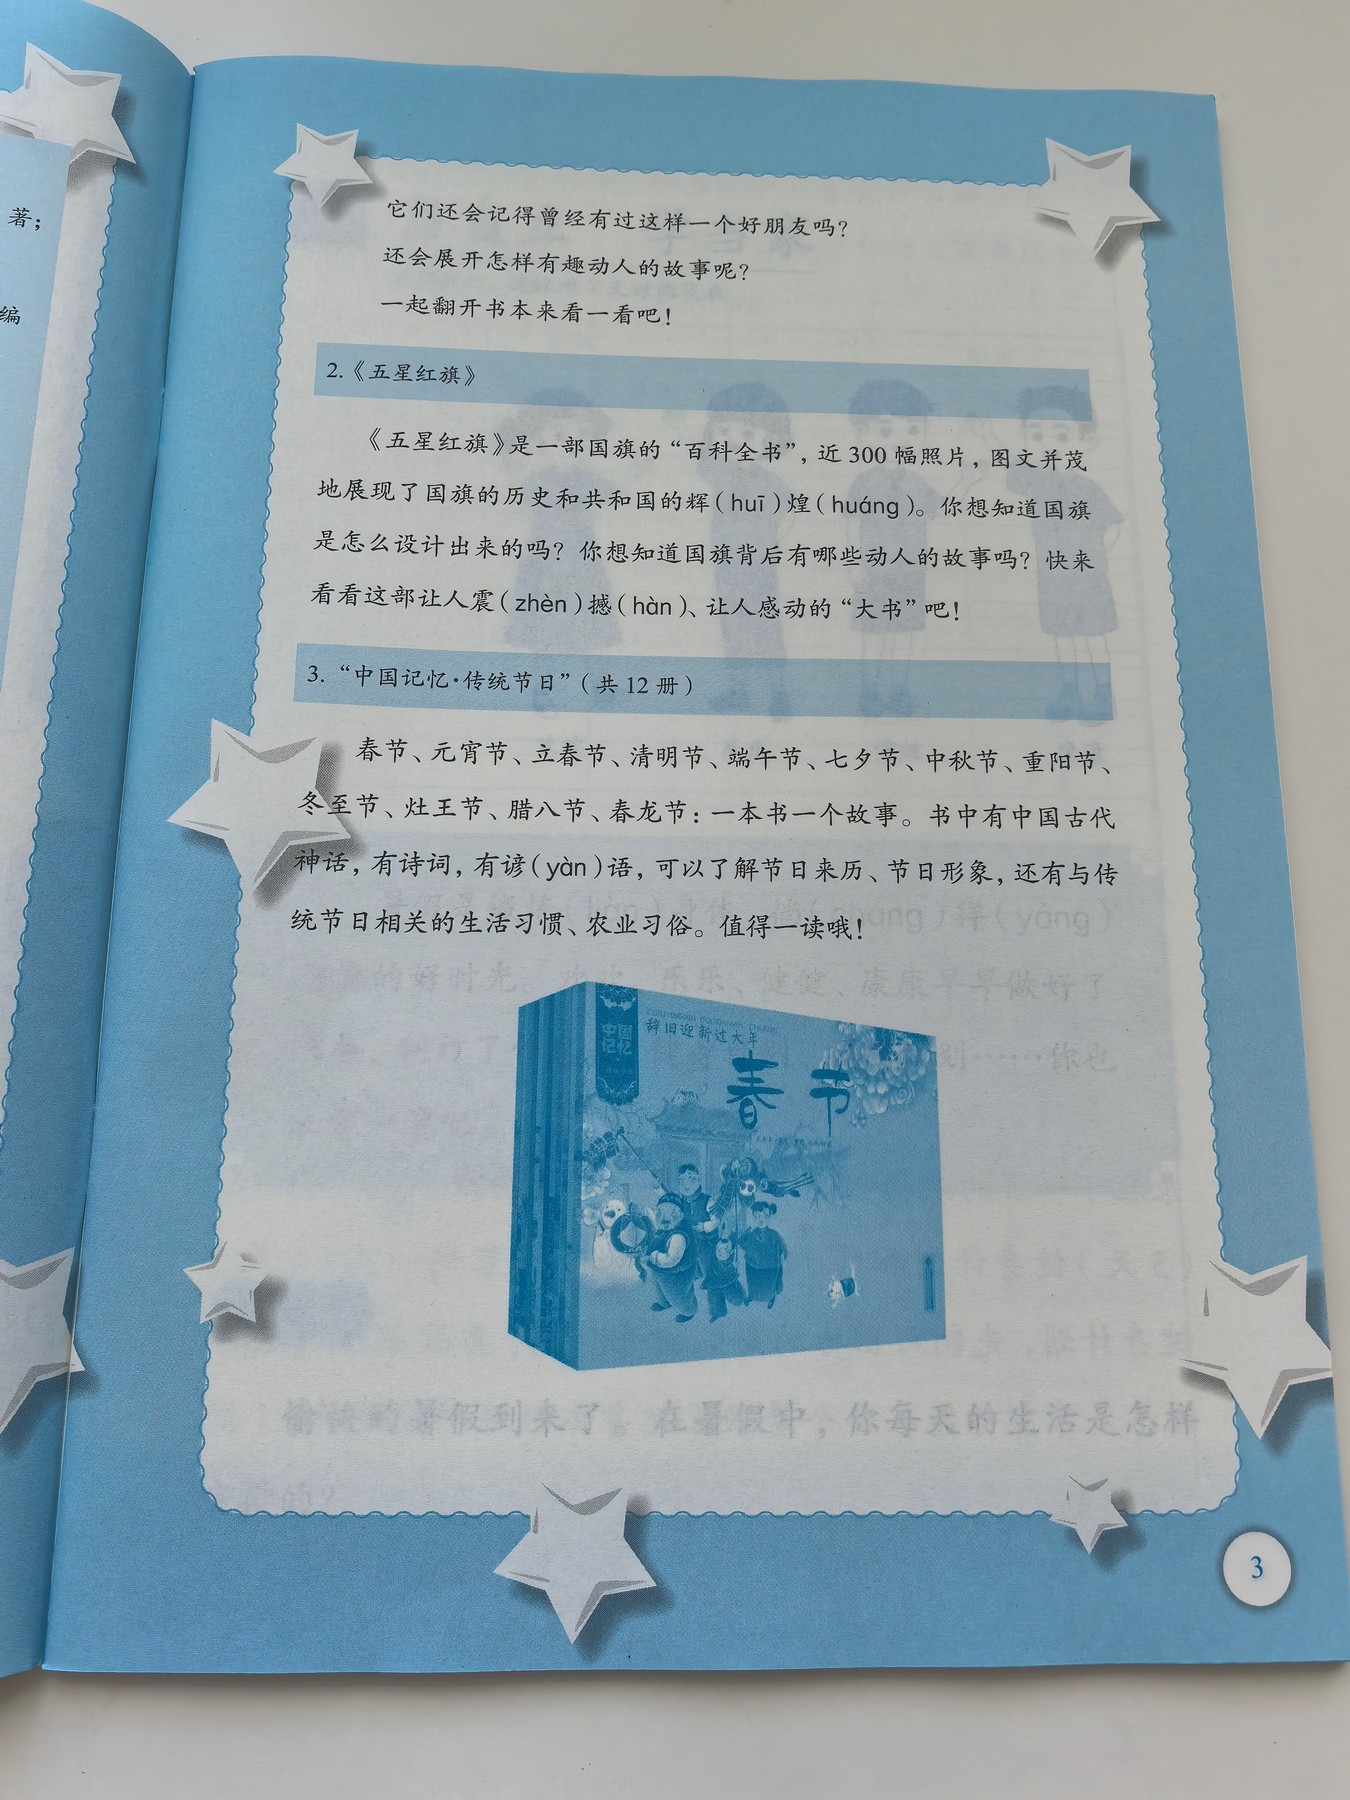 著；
编
它们还会记得曾经有过这样一个好朋友吗？
还会展开怎样有趣动人的故事呢？
一起翻开书本来看一看吧！
2.《五星红旗》
《五星红旗》是一部国旗的“百科全书”，近 300 幅照片，图文并茂
地展现了国旗的历史和共和国的辉（huī）煌（huáng）。你想知道国旗
是怎么设计出来的吗？你想知道国旗背后有哪些动人的故事吗？快来
看看这部让人震（zhèn）撼（hàn）、让人感动的“大书”吧！
3. “中国记忆·传统节日”（共 12 册）
春节、元宵节、立春节、清明节、端午节、七夕节、中秋节、重阳节、
冬至节、灶王节、腊八节、春龙节：一本书一个故事。书中有中国古代
神话，有诗词，有谚（yàn）语，可以了解节日来历、节日形象，还有与传
统节日相关的生活习惯、农业习俗。值得一读哦！
中国
记忆
辞旧迎新过大年
春节
3